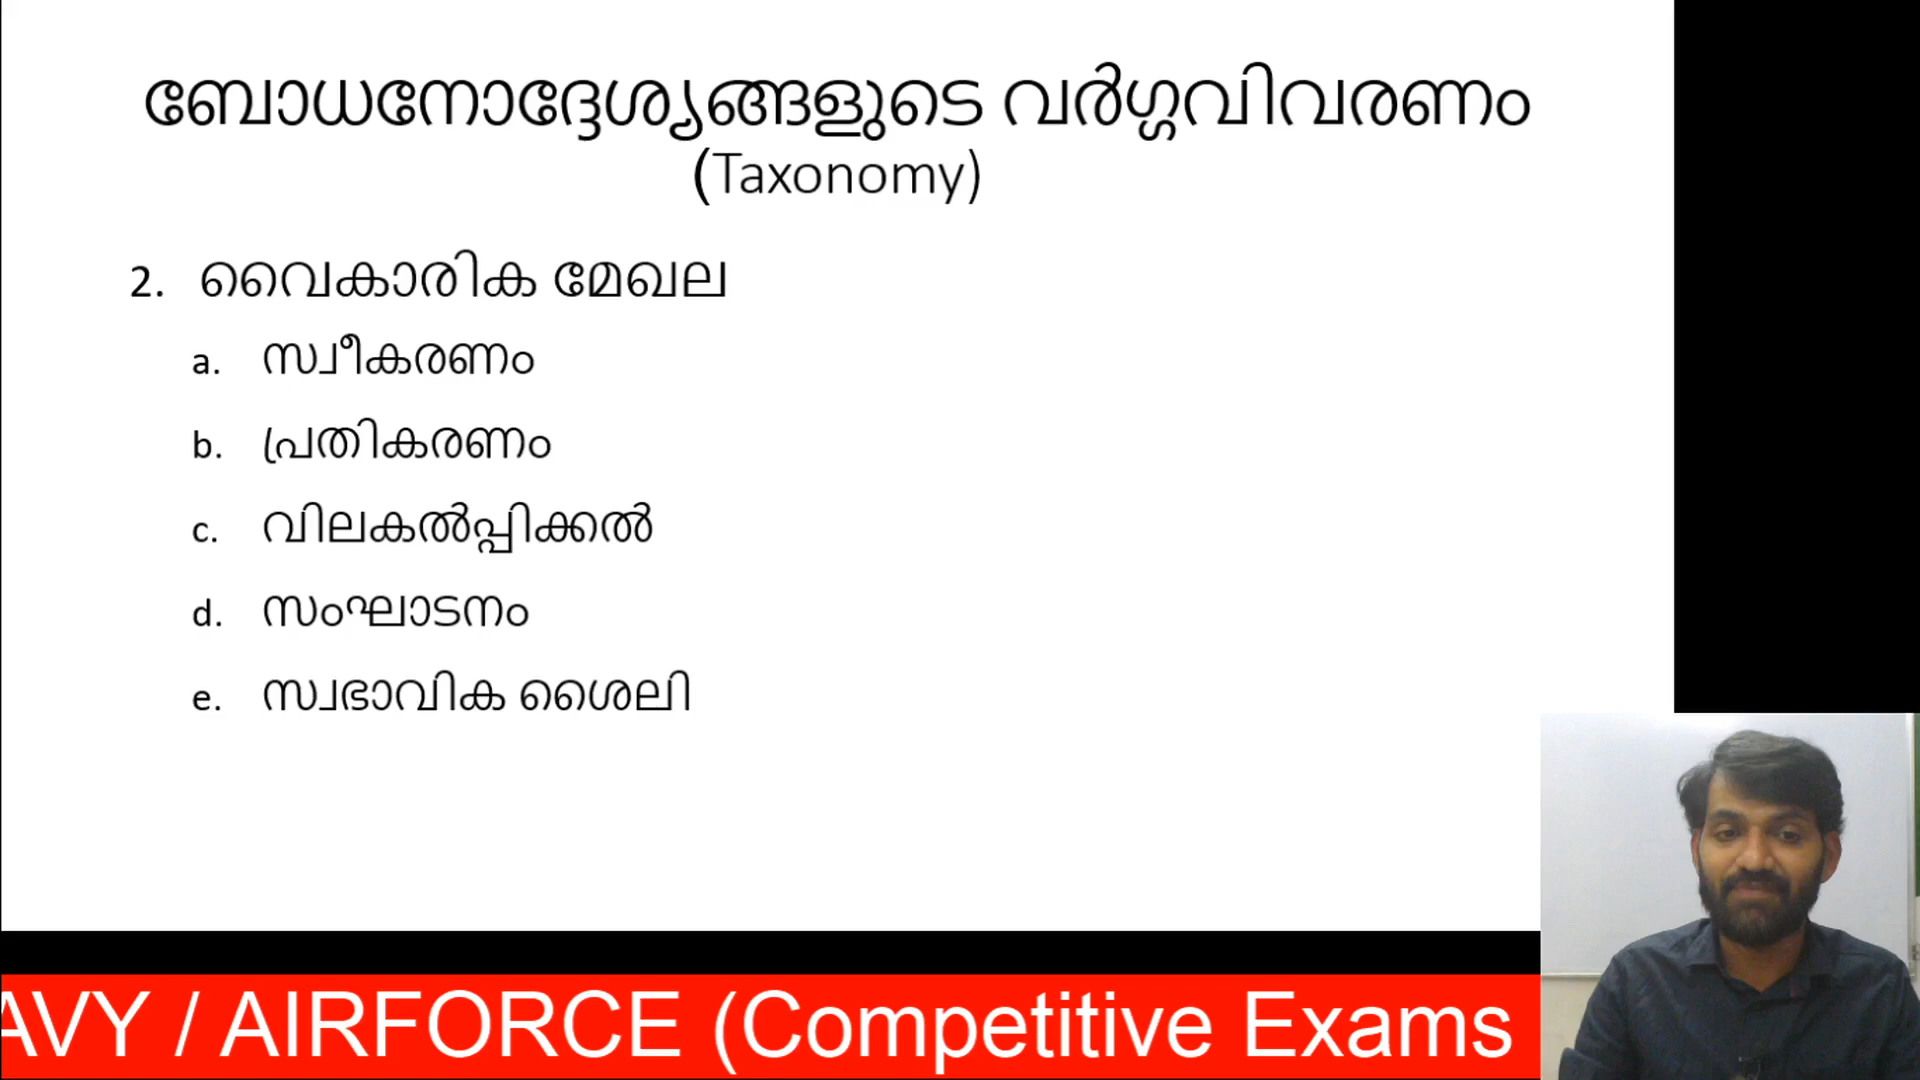 ബോധനോദ്ദേശ്യങ്ങളുടെ വർഗ്ഗവിവരണം
(Taxonomy)
2. വൈകാരിക മേഖല
a. സ്വീകരണം
b. പ്രതികരണം
c. വിലകൽപ്പിക്കൽ
d. സംഘാടനം
e. സ്വഭാവിക ശൈലി
AVY / AIRFORCE (Competitive Exams